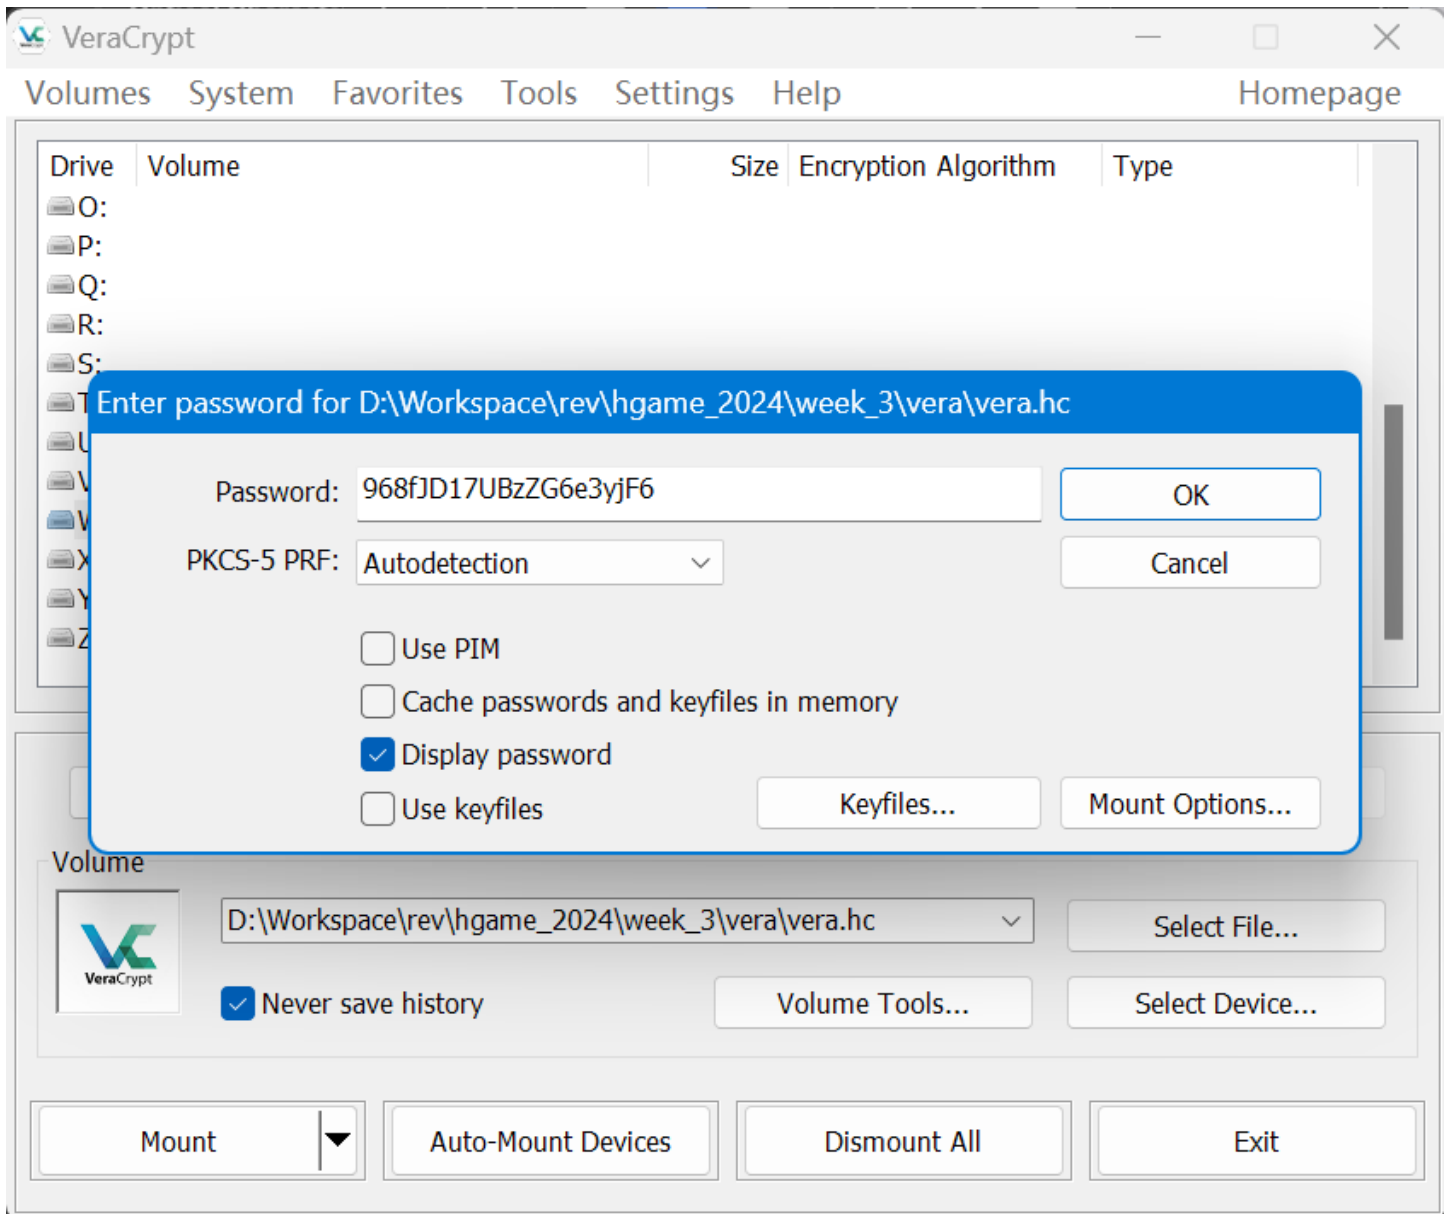 VeraCrypt
Volumes System Favorites Tools Settings Help Homepage
Drive Volume Size Encryption Algorithm Type
O:
P:
Q:
R:
S:
Enter password for D:\Workspace\rev\hgame_2024\week_3\vera\vera.hc
Password: 968fJD17UBzZG6e3yjF6 OK
PKCS-5 PRF: Autodetection Cancel
Use PIM
Cache passwords and keyfiles in memory
Display password
Use keyfiles Keyfiles... Mount Options...
Volume
D:\Workspace\rev\hgame_2024\week_3\vera\vera.hc Select File...
VeraCrypt
Never save history Volume Tools... Select Device...
Mount Auto-Mount Devices Dismount All Exit